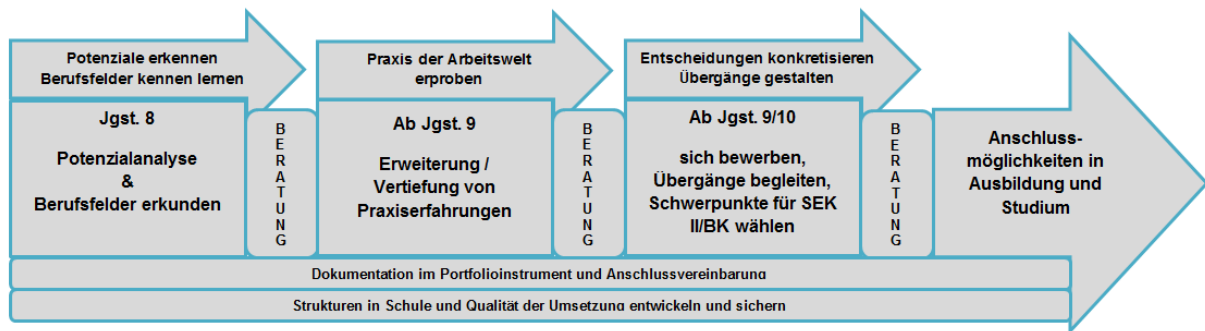 Potenziale erkennen
Berufsfelder kennen lernen
Jgst. 8
Potenzialanalyse
&
Berufsfelder erkunden
BERATUNG
Praxis der Arbeitswelt
erproben
Ab Jgst. 9
Erweiterung /
Vertiefung von
Praxiserfahrungen
BERATUNG
Entscheidungen konkretisieren
Übergänge gestalten
Ab Jgst. 9/10
sich bewerben,
Übergänge begleiten,
Schwerpunkte für SEK
II/BK wählen
BERATUNG
Anschluss-
möglichkeiten in
Ausbildung und
Studium
Dokumentation im Portfolioinstrument und Anschlussvereinbarung
Strukturen in Schule und Qualität der Umsetzung entwickeln und sichern